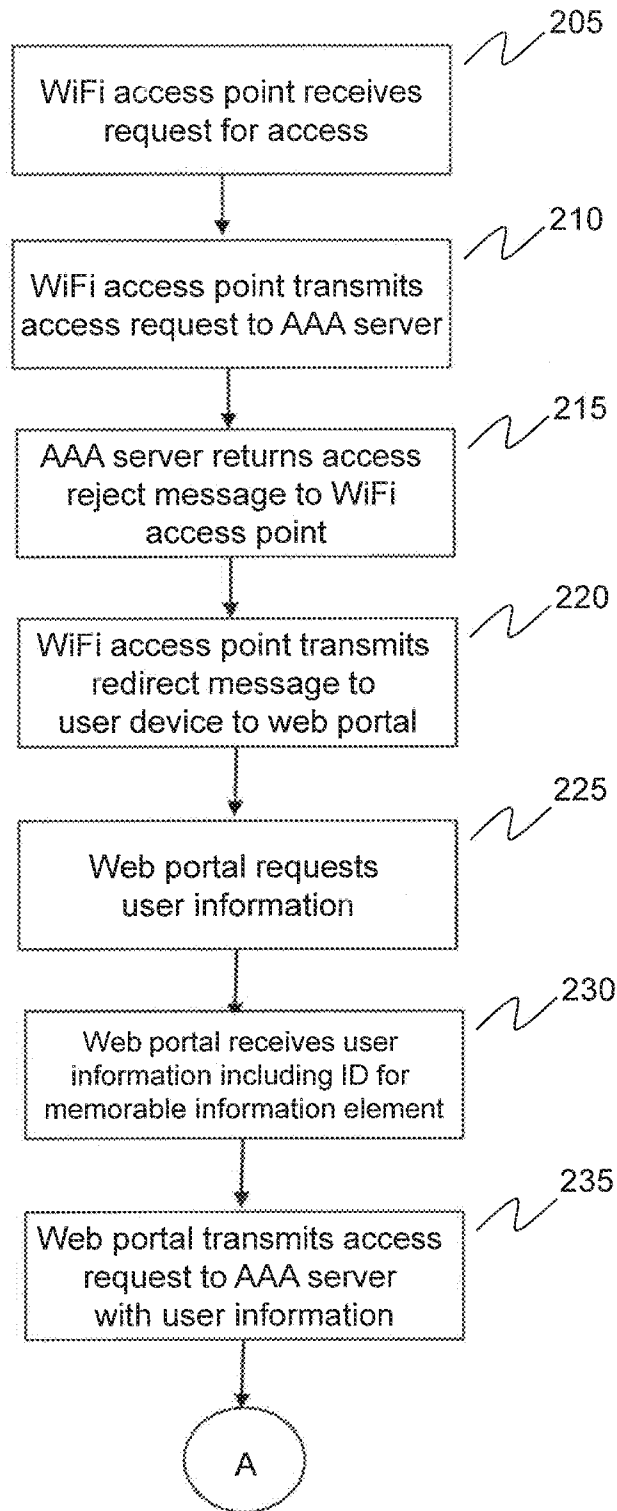 205
WiFi access point receives
request for access
210
WiFi access point transmits
access request to AAA server
215
AAA server returns access
reject message to WiFi
access point
220
WiFi access point transmits
redirect message to
user device to web portal
225
Web portal requests
user information
230
Web portal receives user
information including ID for
memorable information element
235
Web portal transmits access
request to AAA server
with user information
A